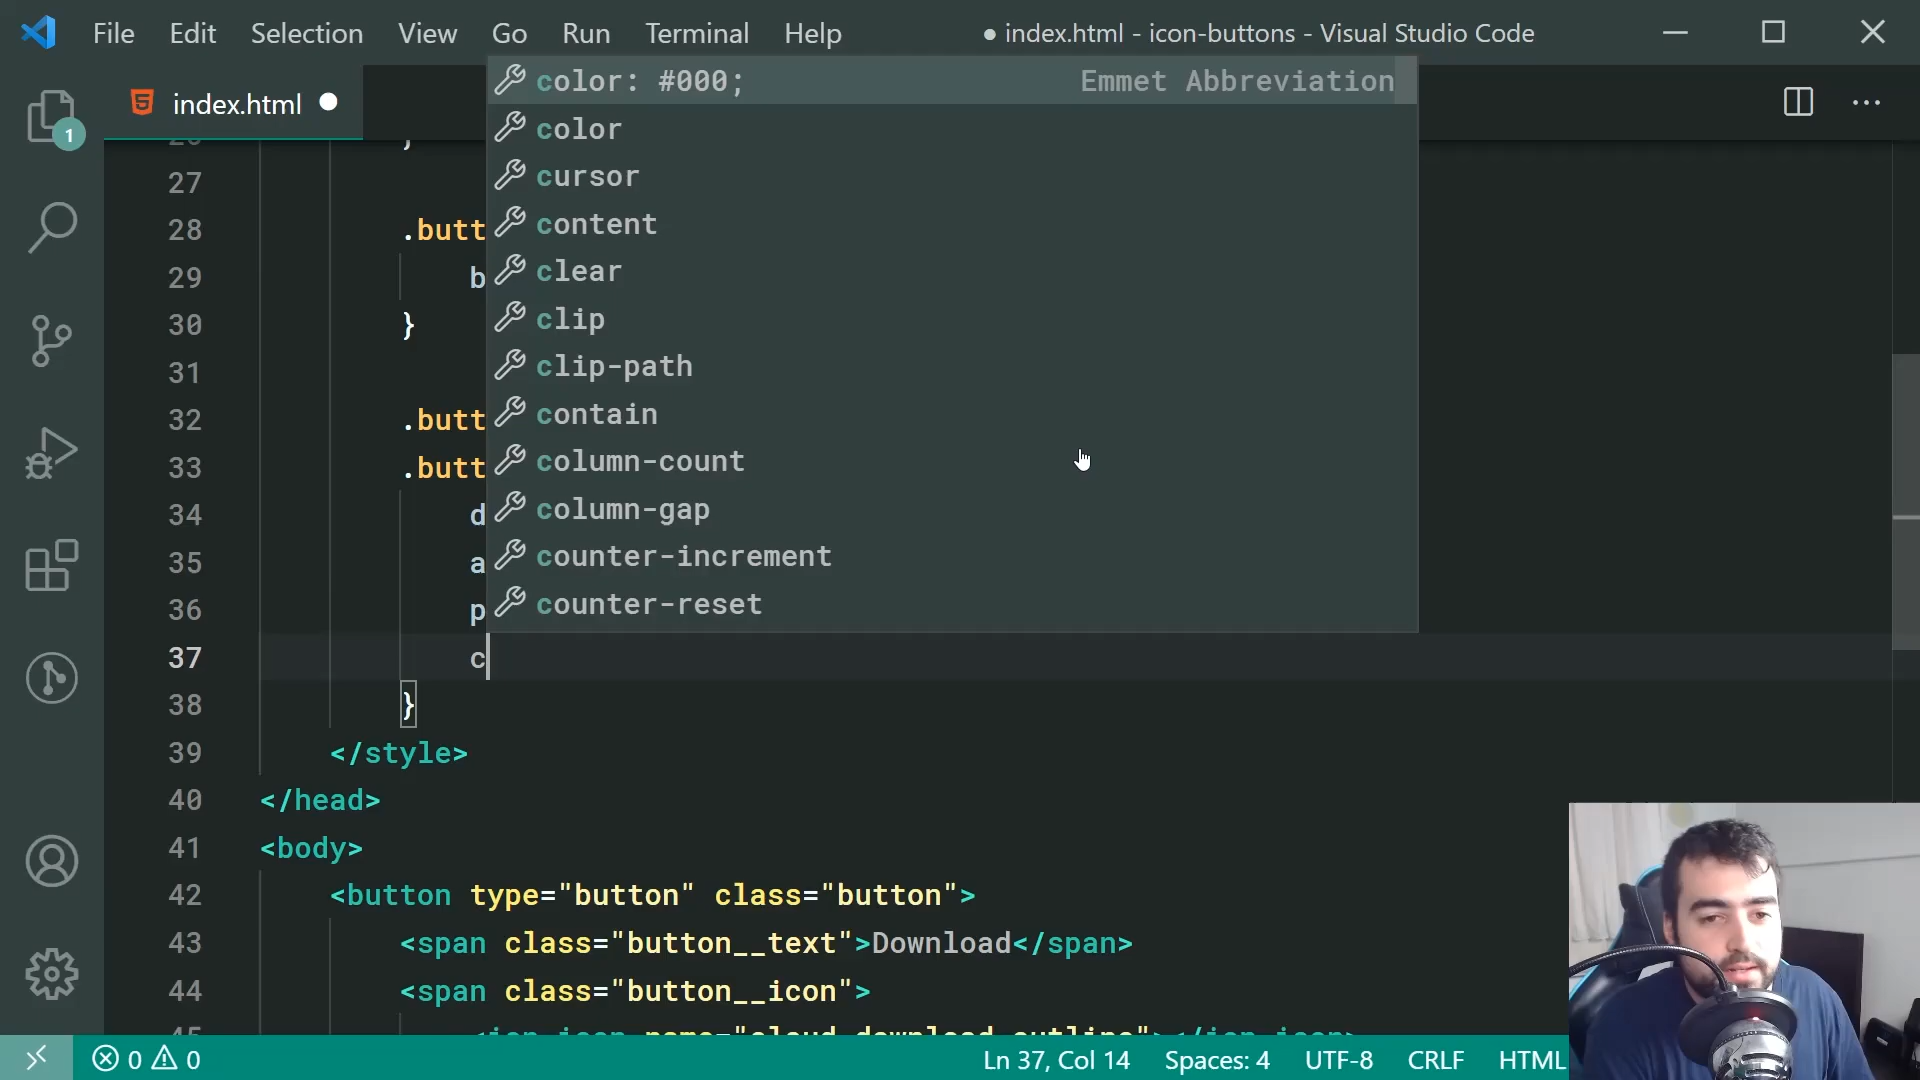 File Edit Selection View Go Run Terminal Help
● index.html - icon-buttons - Visual Studio Code
index.html
color: #000; Emmet Abbreviation
color
cursor
content
clear
clip
clip-path
contain
column-count
column-gap
counter-increment
counter-reset
1
27
28 .butt
29 b
30 }
31
32 .butt
33 .butt
34 d
35 a
36 p
37 c
38 }
39 </style>
40 </head>
41 <body>
42 <button type="button" class="button">
43 <span class="button__text">Download</span>
44 <span class="button__icon">
45 <ion-icon name="cloud-download-outline"></ion-icon>
0 0
Ln 37, Col 14 Spaces: 4 UTF-8 CRLF HTML